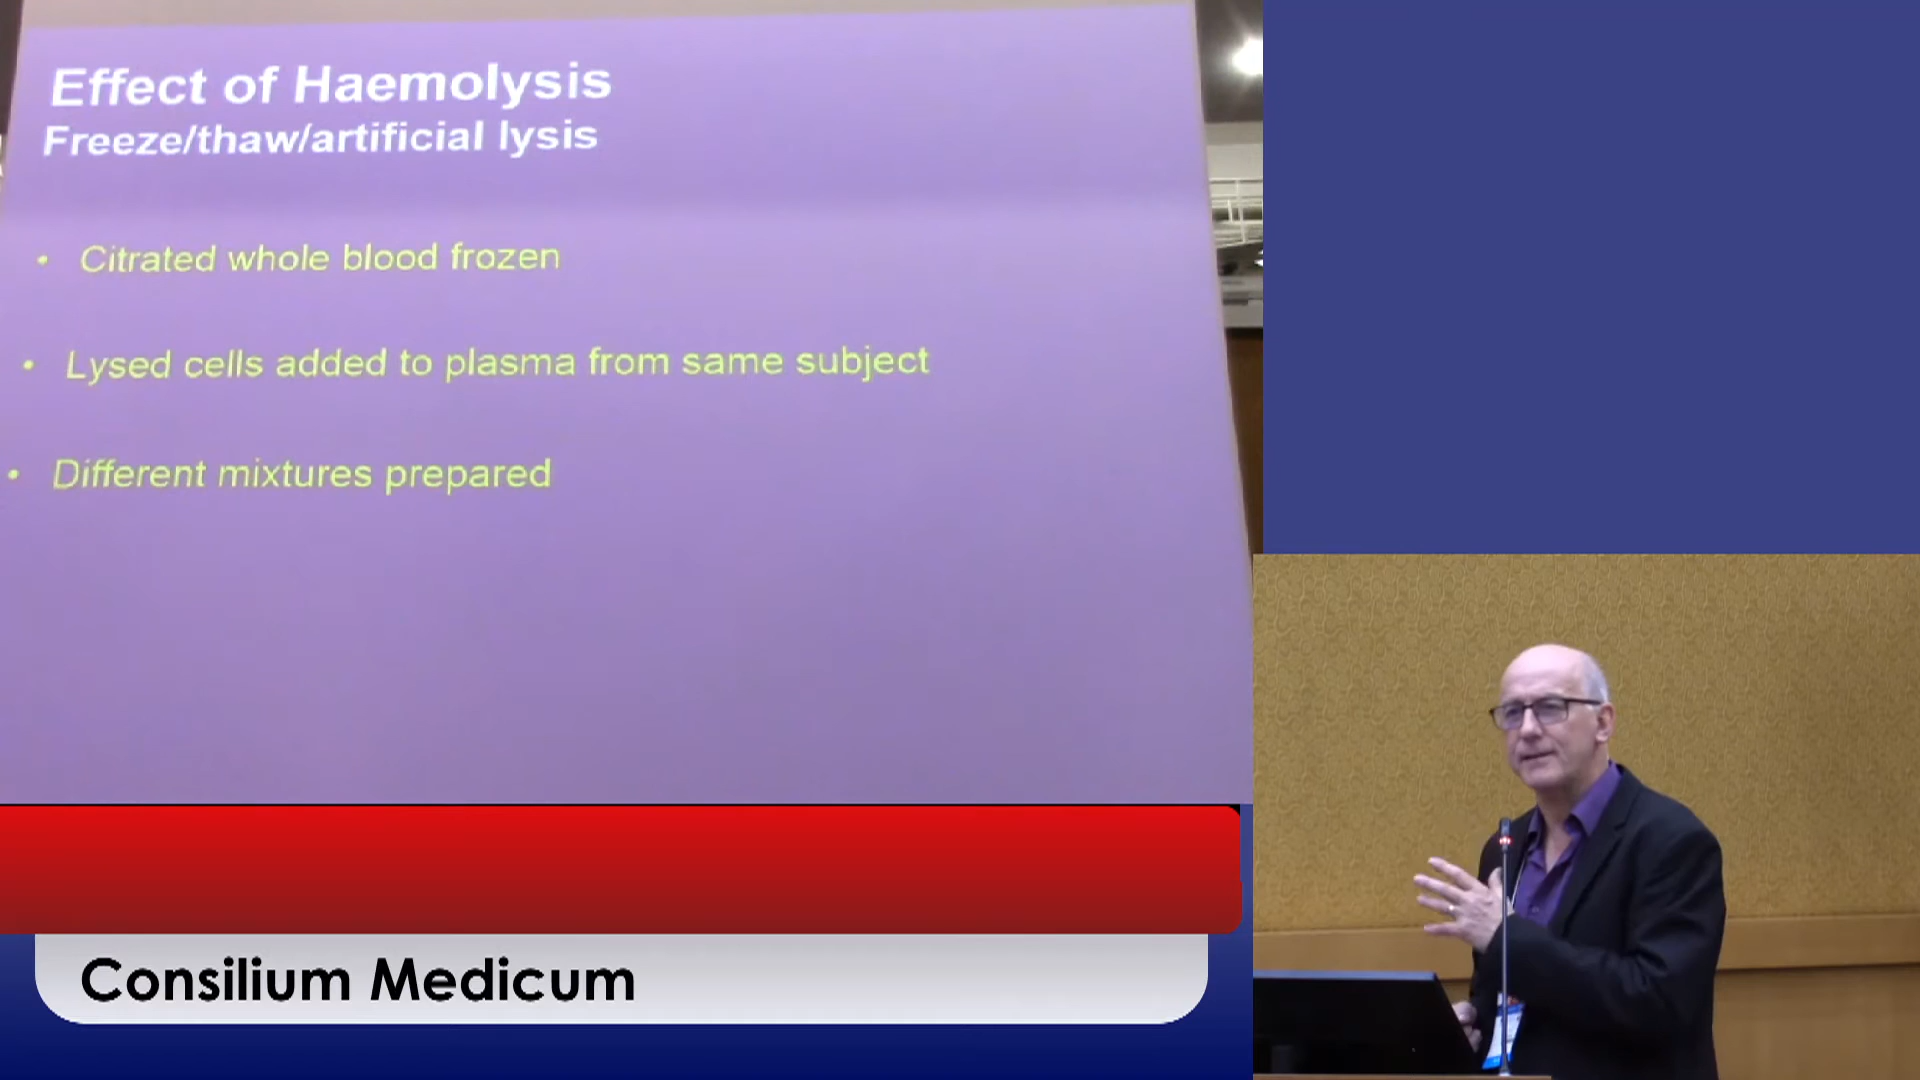 Effect of Haemolysis
Freeze/thaw/artificial lysis
• Citrated whole blood frozen
• Lysed cells added to plasma from same subject
• Different mixtures prepared
Consilium Medicum